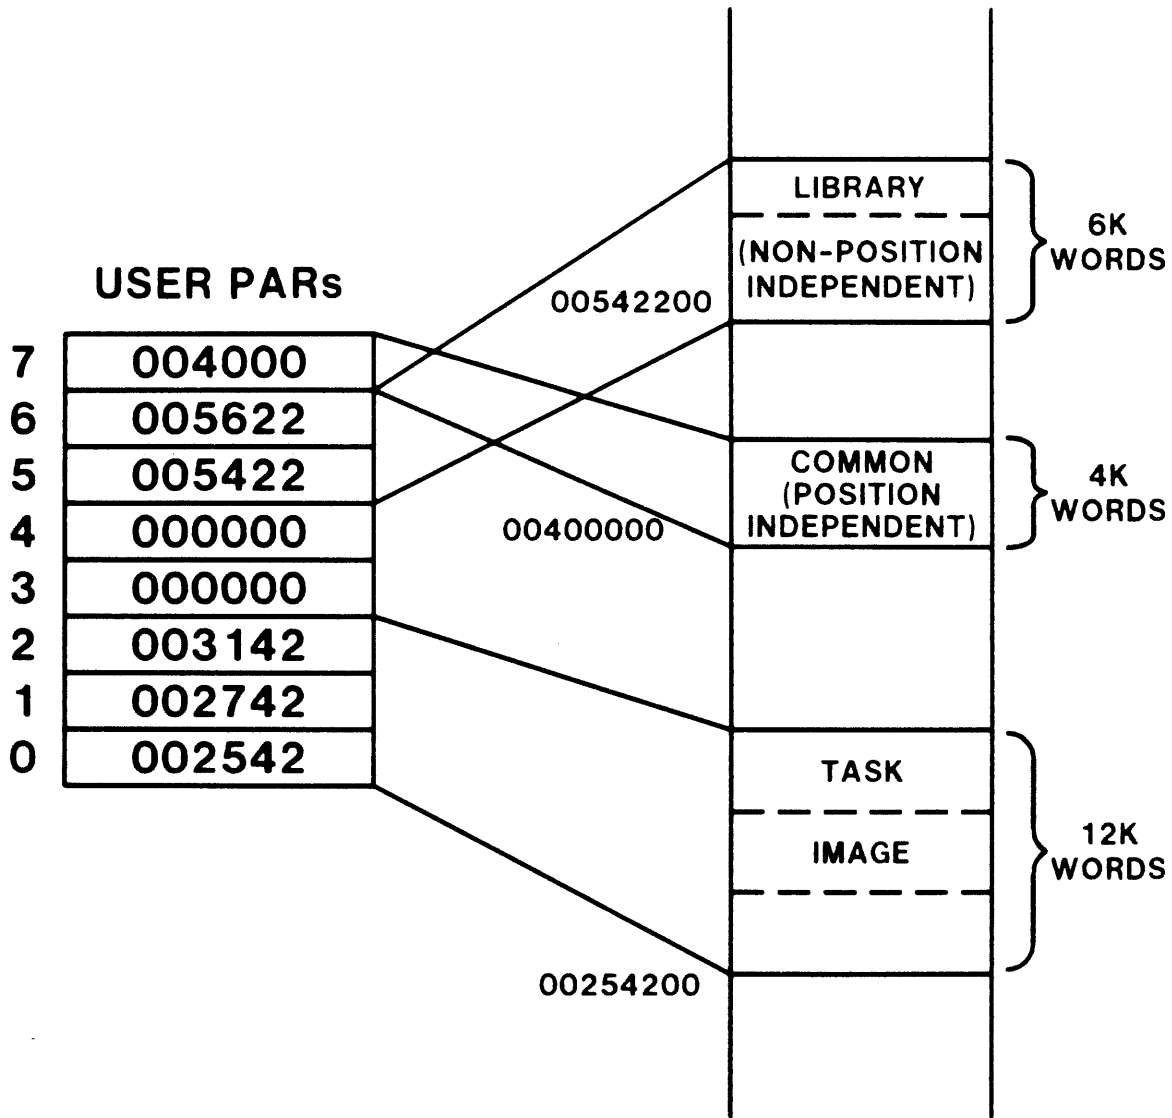 USER PARs
7 004000
6 005622
5 005422
4 000000
3 000000
2 003142
1 002742
0 002542
00542200
00400000
00254200
LIBRARY
(NON-POSITION
INDEPENDENT)
6K
WORDS
COMMON
(POSITION
INDEPENDENT)
4K
WORDS
TASK
IMAGE
12K
WORDS